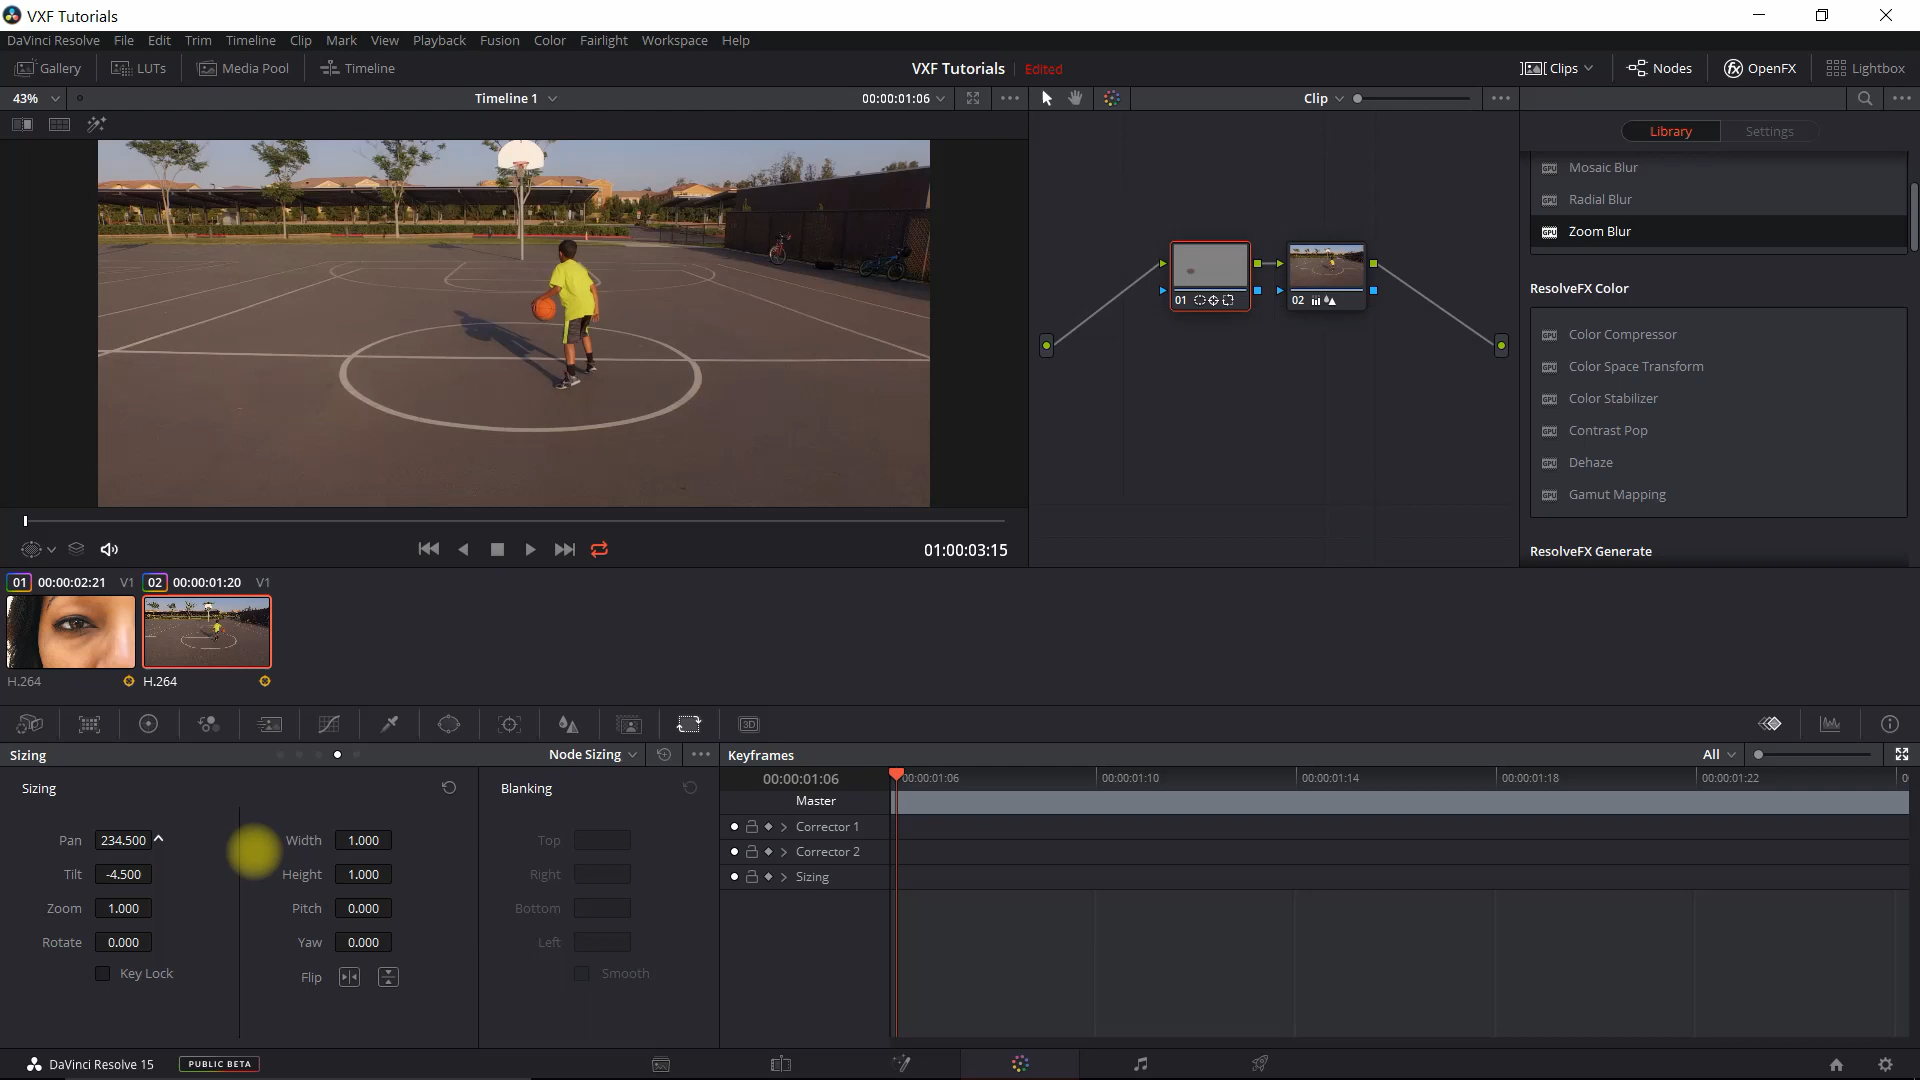 VXF Tutorials
DaVinci Resolve File Edit Trim Timeline Clip Mark View Playback Fusion Color Fairlight Workspace Help
Gallery LUTs Media Pool Timeline VXF Tutorials Edited Clips Nodes OpenFX Lightbox
43% Timeline 1 00:00:01:06 Clip
Library Settings
Mosaic Blur
Radial Blur
Zoom Blur
ResolveFX Color
Color Compressor
Color Space Transform
Color Stabilizer
Contrast Pop
Dehaze
Gamut Mapping
ResolveFX Generate
01 02
01:00:03:15
01 00:00:02:21 V1 02 00:00:01:20 V1
H.264 H.264
3D
Sizing Node Sizing Keyframes All
Sizing Blanking
Pan 234.500 Width 1.000 Top
Tilt -4.500 Height 1.000 Right
Zoom 1.000 Pitch 0.000 Bottom
Rotate 0.000 Yaw 0.000 Left
Key Lock Flip Smooth
00:00:01:06 00:00:01:06 00:00:01:10 00:00:01:14 00:00:01:18 00:00:01:22 0
Master
Corrector 1
Corrector 2
Sizing
DaVinci Resolve 15 PUBLIC BETA